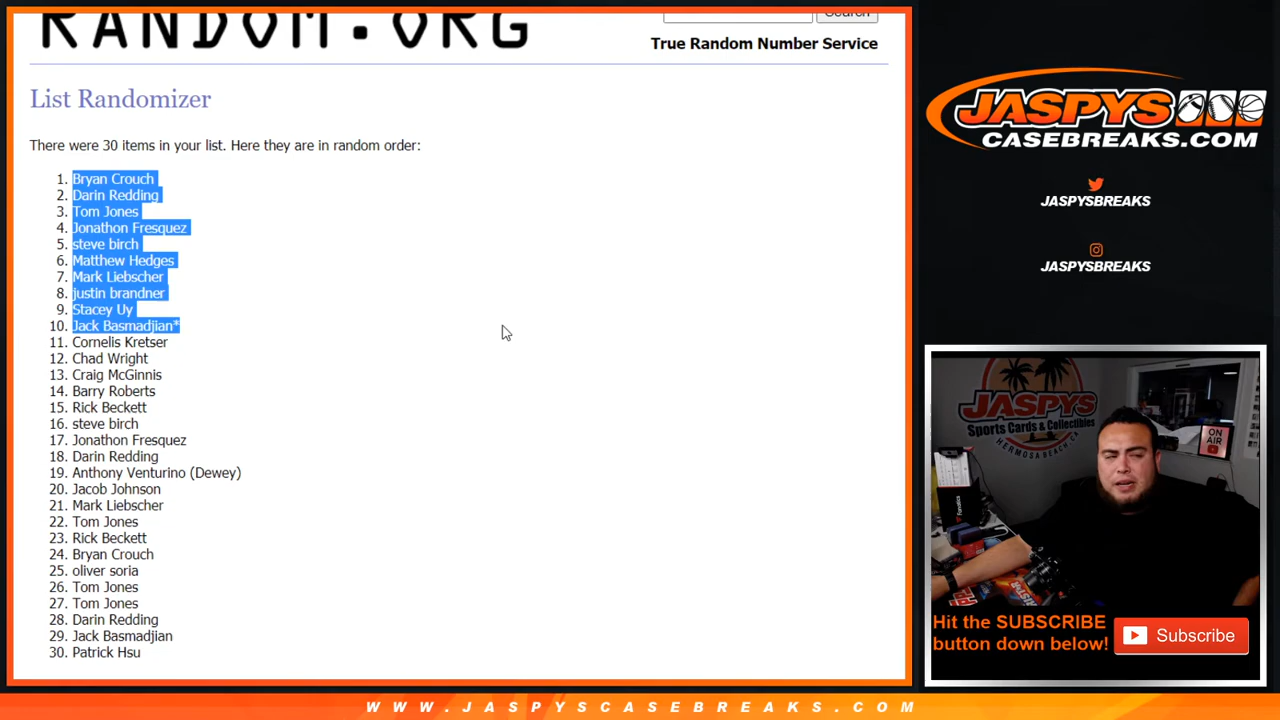 RANDOM.ORG
Search
True Random Number Service
List Randomizer
There were 30 items in your list. Here they are in random order:
1. Bryan Crouch
2. Darin Redding
3. Tom Jones
4. Jonathon Fresquez
5. steve birch
6. Matthew Hedges
7. Mark Liebscher
8. justin brandner
9. Stacey Uy
10. Jack Basmadjian*
11. Cornelis Kretser
12. Chad Wright
13. Craig McGinnis
14. Barry Roberts
15. Rick Beckett
16. steve birch
17. Jonathon Fresquez
18. Darin Redding
19. Anthony Venturino (Dewey)
20. Jacob Johnson
21. Mark Liebscher
22. Tom Jones
23. Rick Beckett
24. Bryan Crouch
25. oliver soria
26. Tom Jones
27. Tom Jones
28. Darin Redding
29. Jack Basmadjian
30. Patrick Hsu
JASPYS
CASEBREAKS.COM
JASPYSBREAKS
JASPYSBREAKS
JASPYS
Sports Cards & Collectibles
HERMOSA BEACH, CA
ON AIR
Fanatics
Hit the SUBSCRIBE
button down below!
Subscribe
WWW.JASPYSCASEBREAKS.COM